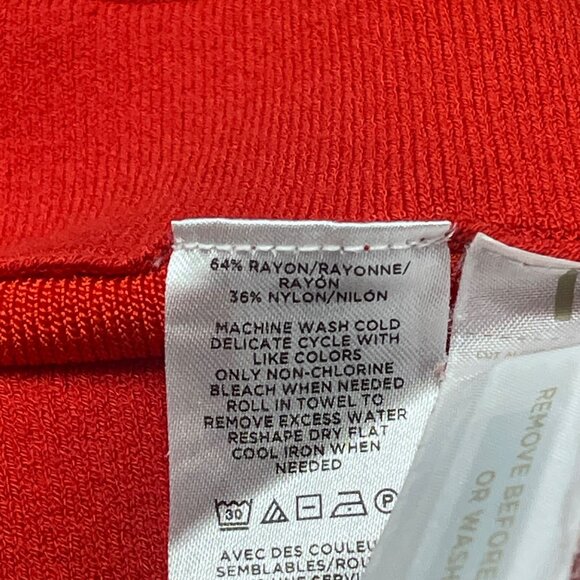 64% RAYON/RAYONNE/
RAYÓN
36% NYLON/NILÓN
MACHINE WASH COLD
DELICATE CYCLE WITH
LIKE COLORS
ONLY NON-CHLORINE
BLEACH WHEN NEEDED
ROLL IN TOWEL TO
REMOVE EXCESS WATER
RESHAPE DRY FLAT
COOL IRON WHEN
NEEDED
30
P
AVEC DES COULEU
SEMBLABLES/ROU
REMOVE BEFORE
OR WASH